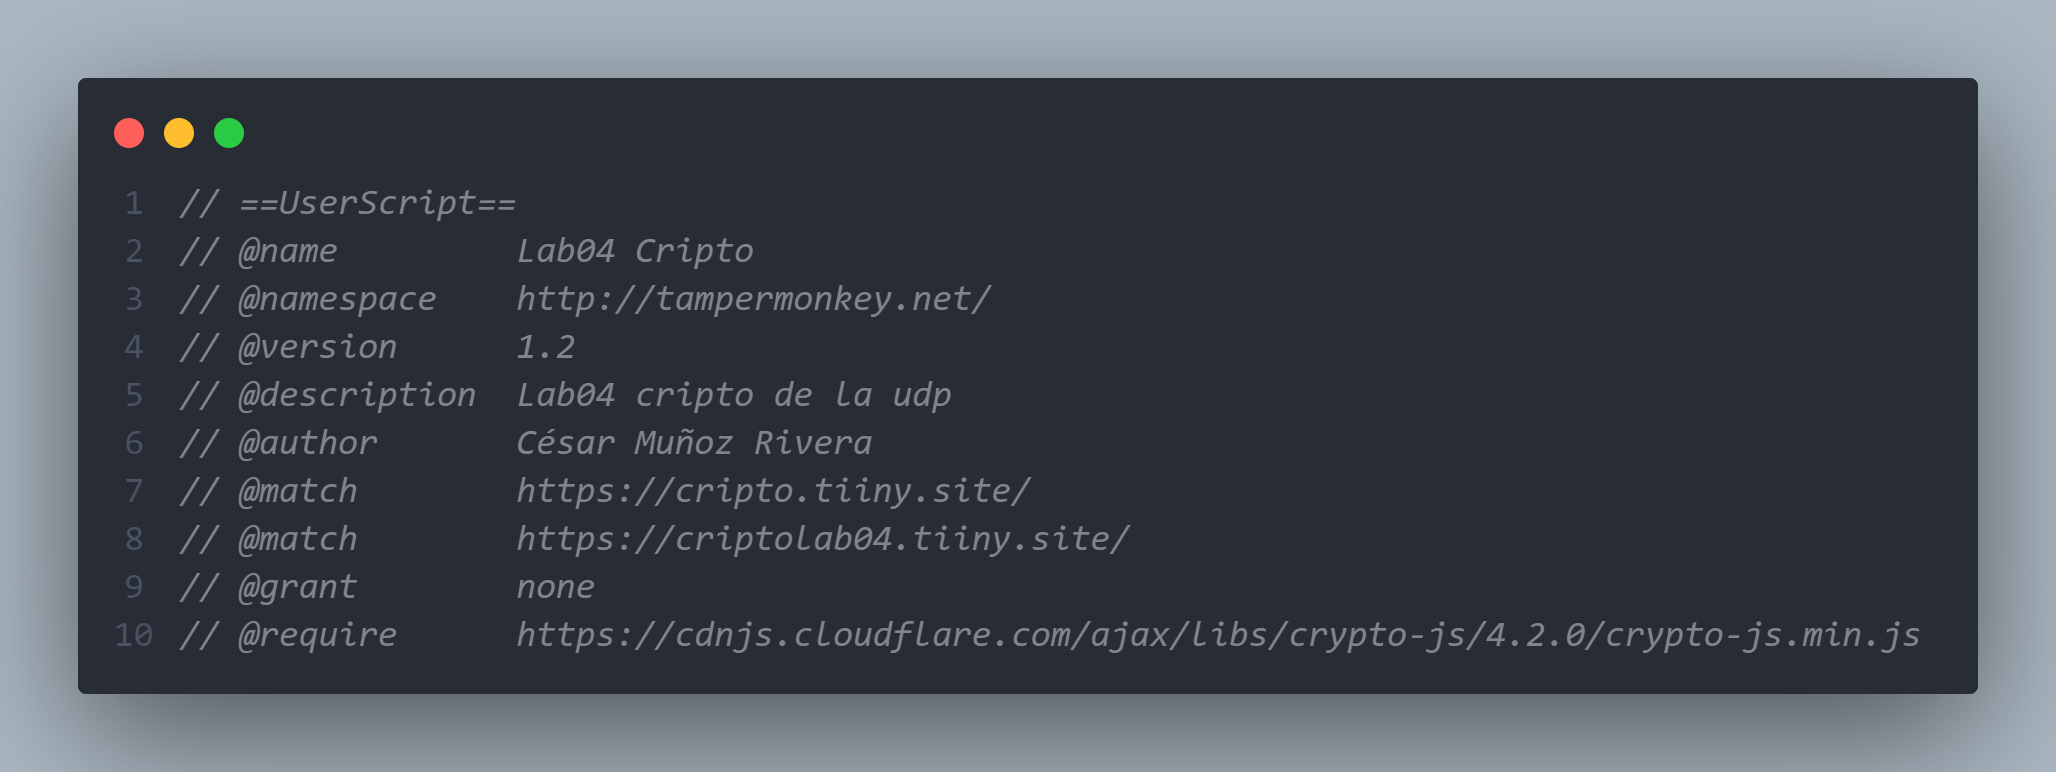 1 // ==UserScript==
2 // @name         Lab04 Cripto
3 // @namespace    http://tampermonkey.net/
4 // @version      1.2
5 // @description  Lab04 cripto de la udp
6 // @author       César Muñoz Rivera
7 // @match        https://cripto.tiiny.site/
8 // @match        https://criptolab04.tiiny.site/
9 // @grant        none
10 // @require      https://cdnjs.cloudflare.com/ajax/libs/crypto-js/4.2.0/crypto-js.min.js